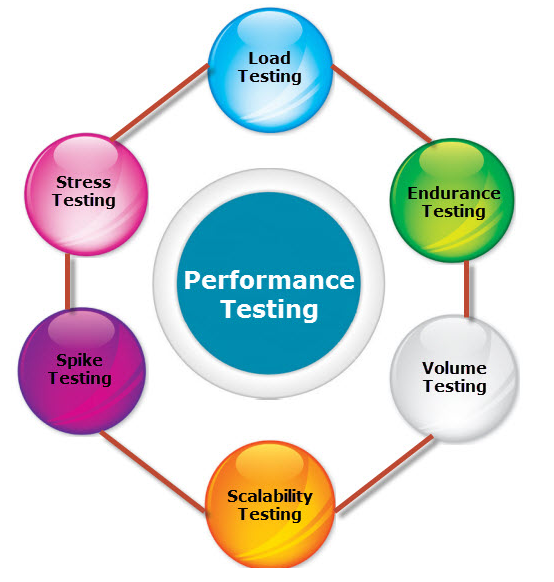 Load
Testing
Stress
Testing
Endurance
Testing
Performance
Testing
Spike
Testing
Volume
Testing
Scalability
Testing